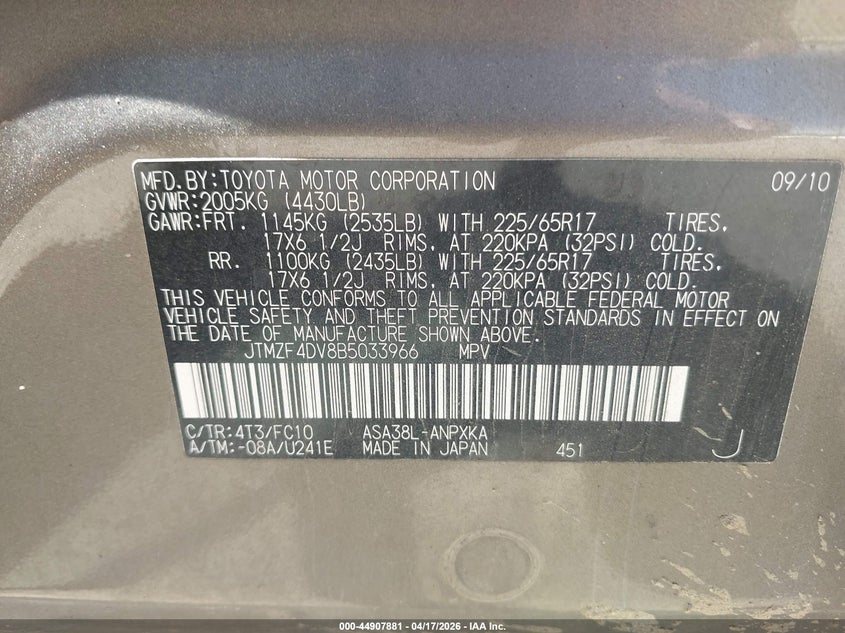 MFD.BY:TOYOTA MOTOR CORPORATION 09/10
GVWR:2005KG (4430LB)
GAWR:FRT. 1145KG (2535LB) WITH 225/65R17 TIRES,
17X6 1/2J RIMS, AT 220KPA (32PSI) COLD.
RR. 1100KG (2435LB) WITH 225/65R17 TIRES,
17X6 1/2J RIMS, AT 220KPA (32PSI) COLD.
THIS VEHICLE CONFORMS TO ALL APPLICABLE FEDERAL MOTOR
VEHICLE SAFETY AND THEFT PREVENTION STANDARDS IN EFFECT ON
THE DATE OF MANUFACTURE SHOWN ABOVE.
JTMZF4DV8B5033966 MPV
C/TR:4T3/FC10 ASA38L-ANPXKA
A/TM:-08A/U241E MADE IN JAPAN 451 J
000-44907881 - 04/17/2026 - IAA Inc.